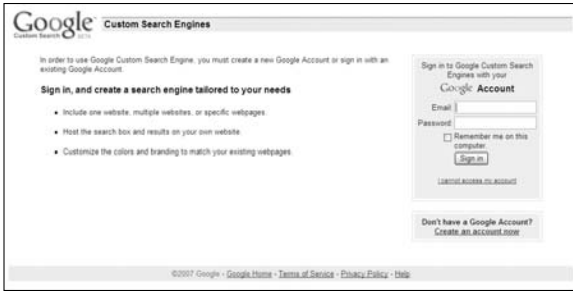 Google
Custom Search BETA
Custom Search Engines
In order to use Google Custom Search Engine, you must create a new Google Account or sign in with an
existing Google Account.
Sign in, and create a search engine tailored to your needs
• Include one website, multiple websites, or specific webpages.
• Host the search box and results on your own website.
• Customize the colors and branding to match your existing webpages.
Sign in to Google Custom Search
Engines with your
Google Account
Email:
Password:
Remember me on this
computer.
Sign in
I cannot access my account
Don't have a Google Account?
Create an account now
©2007 Google - Google Home - Terms of Service - Privacy Policy - Help